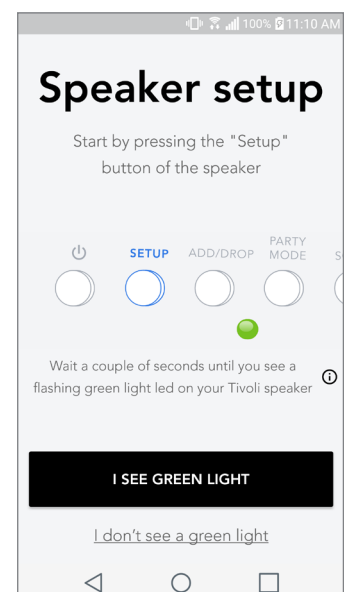 100% 11:10 AM
Speaker setup
Start by pressing the "Setup"
button of the speaker
SETUP ADD/DROP PARTY MODE
Wait a couple of seconds until you see a
flashing green light led on your Tivoli speaker
I SEE GREEN LIGHT
I don't see a green light